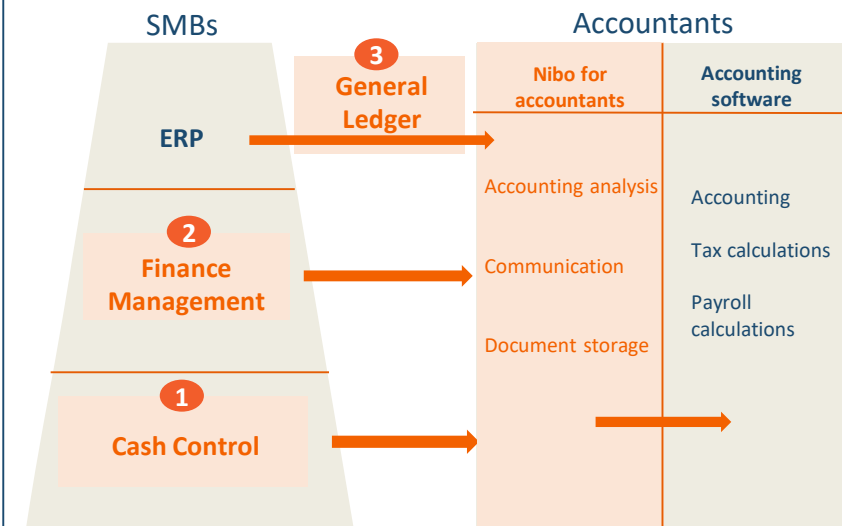 SMBs
Accountants
3
General
Ledger
Nibo for
accountants
Accounting
software
ERP
Accounting analysis
Accounting
2
Finance
Management
Communication
Tax calculations
Payroll
calculations
Document storage
1
Cash Control